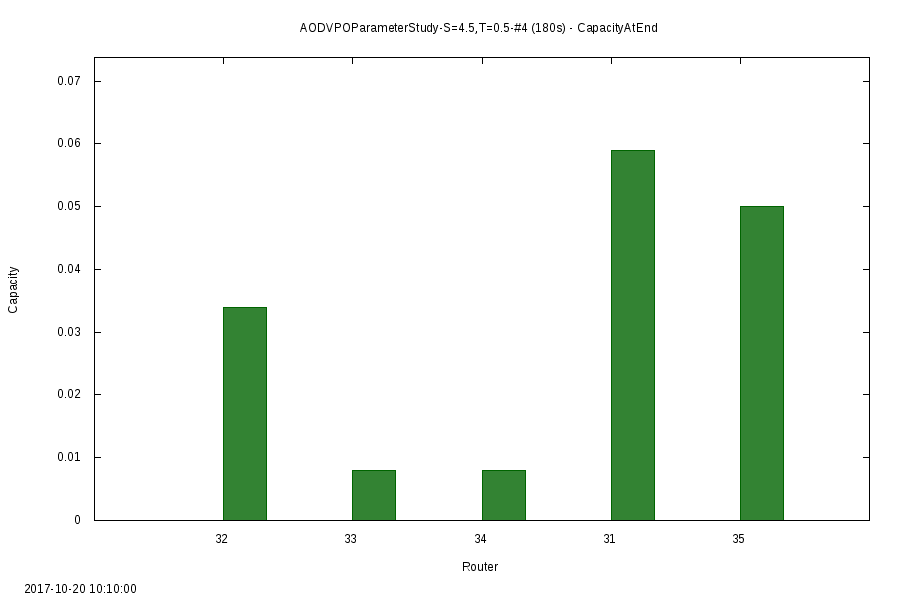 AODVPOParameterStudy-S=4.5,T=0.5-#4 (180s) - CapacityAtEnd
0.07
0.06
0.05
0.04
0.03
0.02
0.01
0
Capacity
32 33 34 31 35
Router
2017-10-20 10:10:00